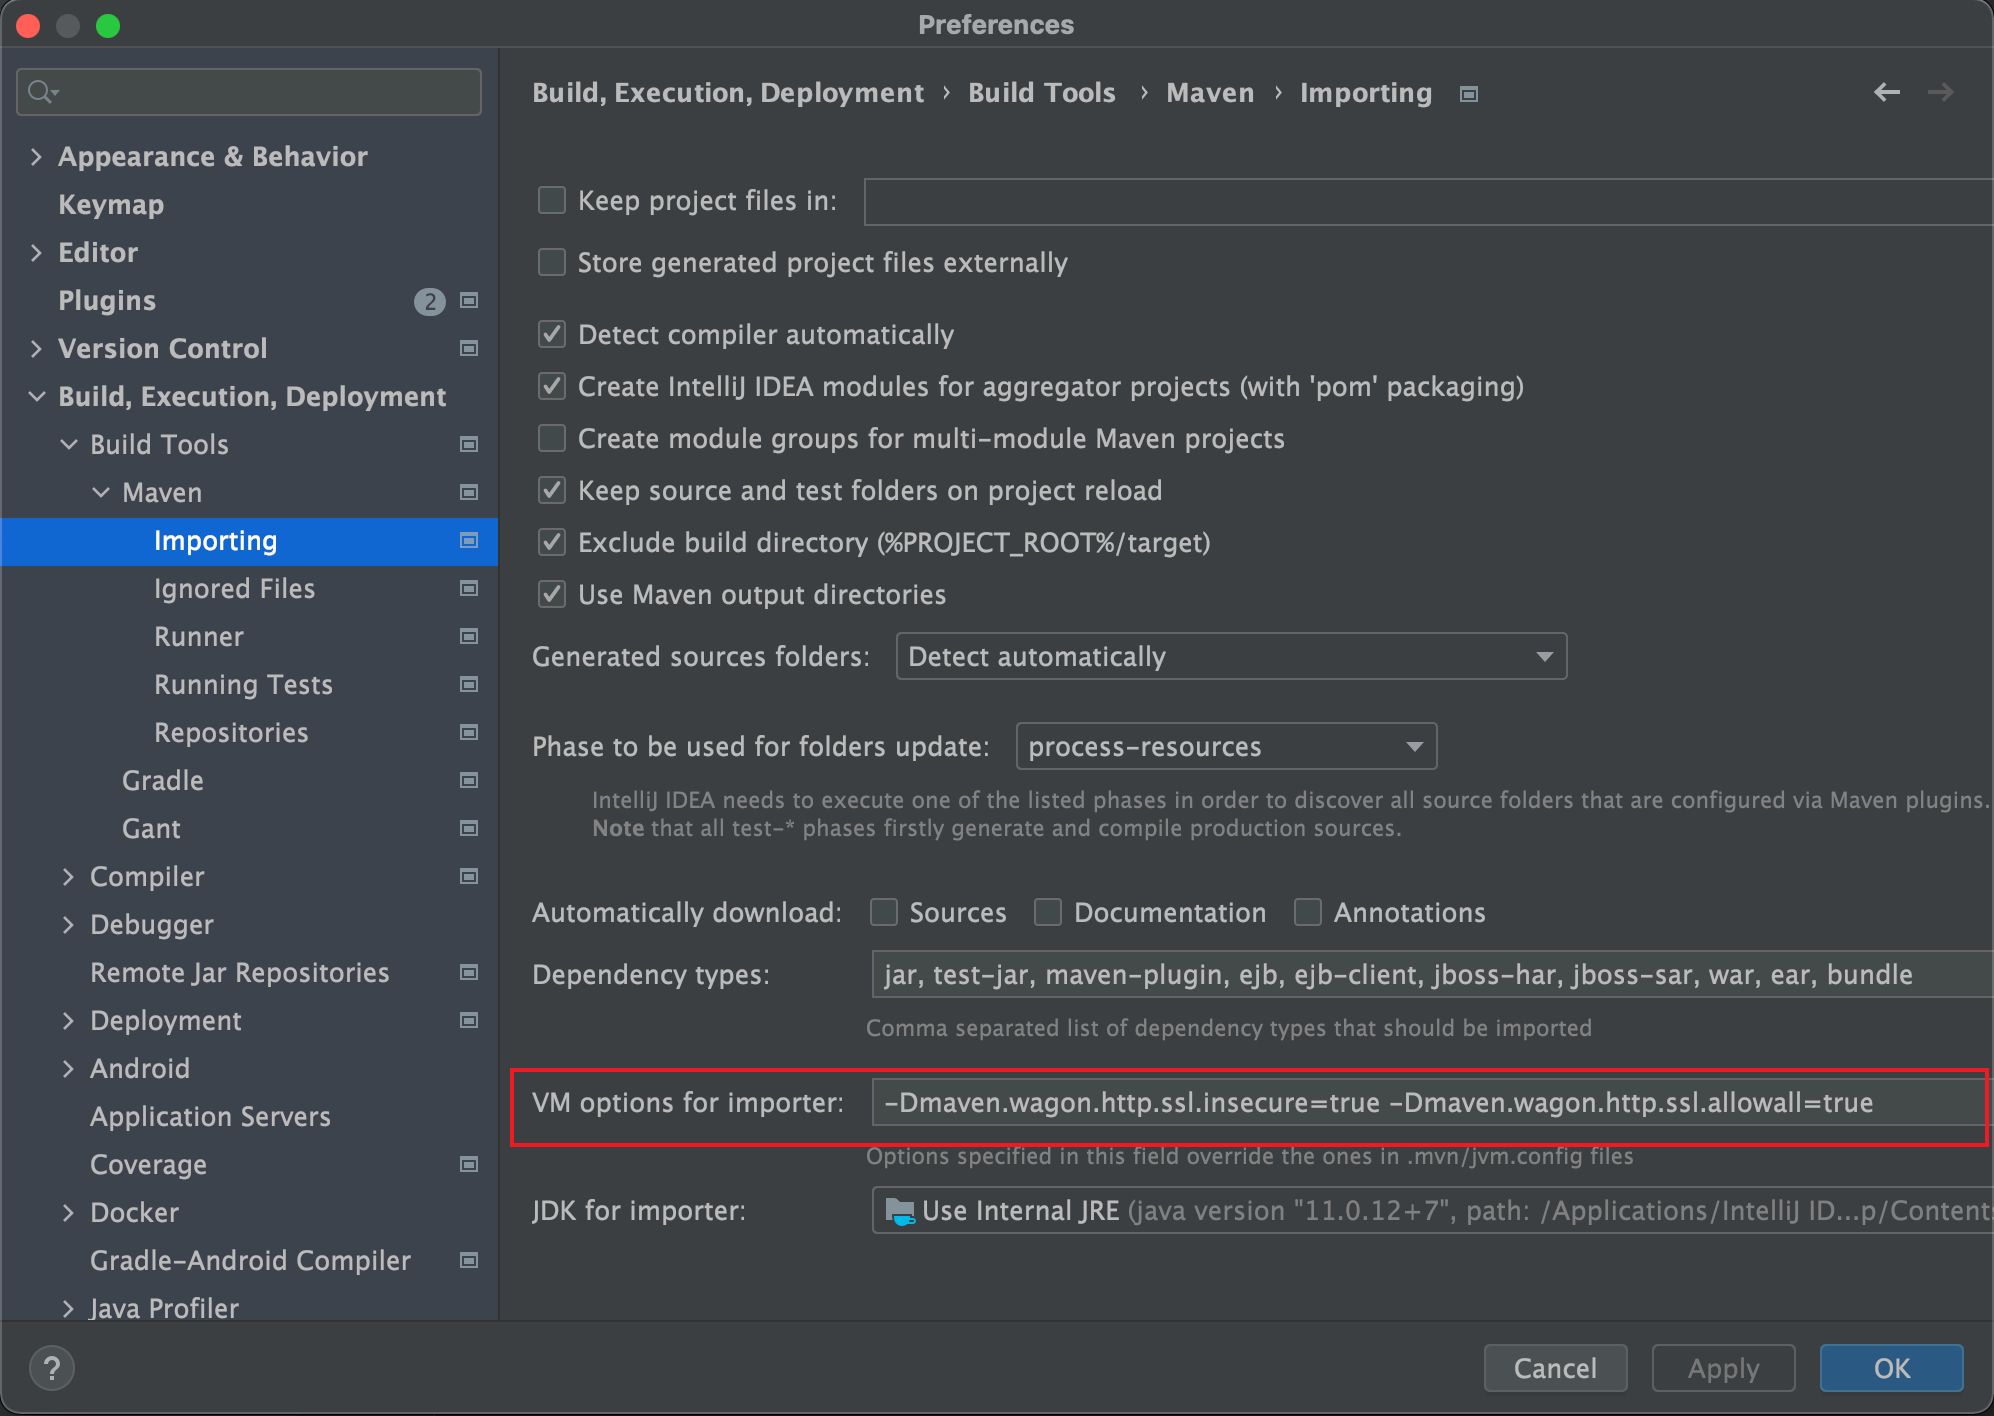 Preferences
Appearance & Behavior
Keymap
Editor
Plugins 2
Version Control
Build, Execution, Deployment
Build Tools
Maven
Importing
Ignored Files
Runner
Running Tests
Repositories
Gradle
Gant
Compiler
Debugger
Remote Jar Repositories
Deployment
Android
Application Servers
Coverage
Docker
Gradle-Android Compiler
Java Profiler
Build, Execution, Deployment › Build Tools › Maven › Importing
Keep project files in:
Store generated project files externally
Detect compiler automatically
Create IntelliJ IDEA modules for aggregator projects (with 'pom' packaging)
Create module groups for multi-module Maven projects
Keep source and test folders on project reload
Exclude build directory (%PROJECT_ROOT%/target)
Use Maven output directories
Generated sources folders: Detect automatically
Phase to be used for folders update: process-resources
IntelliJ IDEA needs to execute one of the listed phases in order to discover all source folders that are configured via Maven plugins.
Note that all test-* phases firstly generate and compile production sources.
Automatically download: Sources Documentation Annotations
Dependency types: jar, test-jar, maven-plugin, ejb, ejb-client, jboss-har, jboss-sar, war, ear, bundle
Comma separated list of dependency types that should be imported
VM options for importer: -Dmaven.wagon.http.ssl.insecure=true -Dmaven.wagon.http.ssl.allowall=true
Options specified in this field override the ones in .mvn/jvm.config files
JDK for importer: Use Internal JRE (java version "11.0.12+7", path: /Applications/IntelliJ ID...p/Contents
? Cancel Apply OK